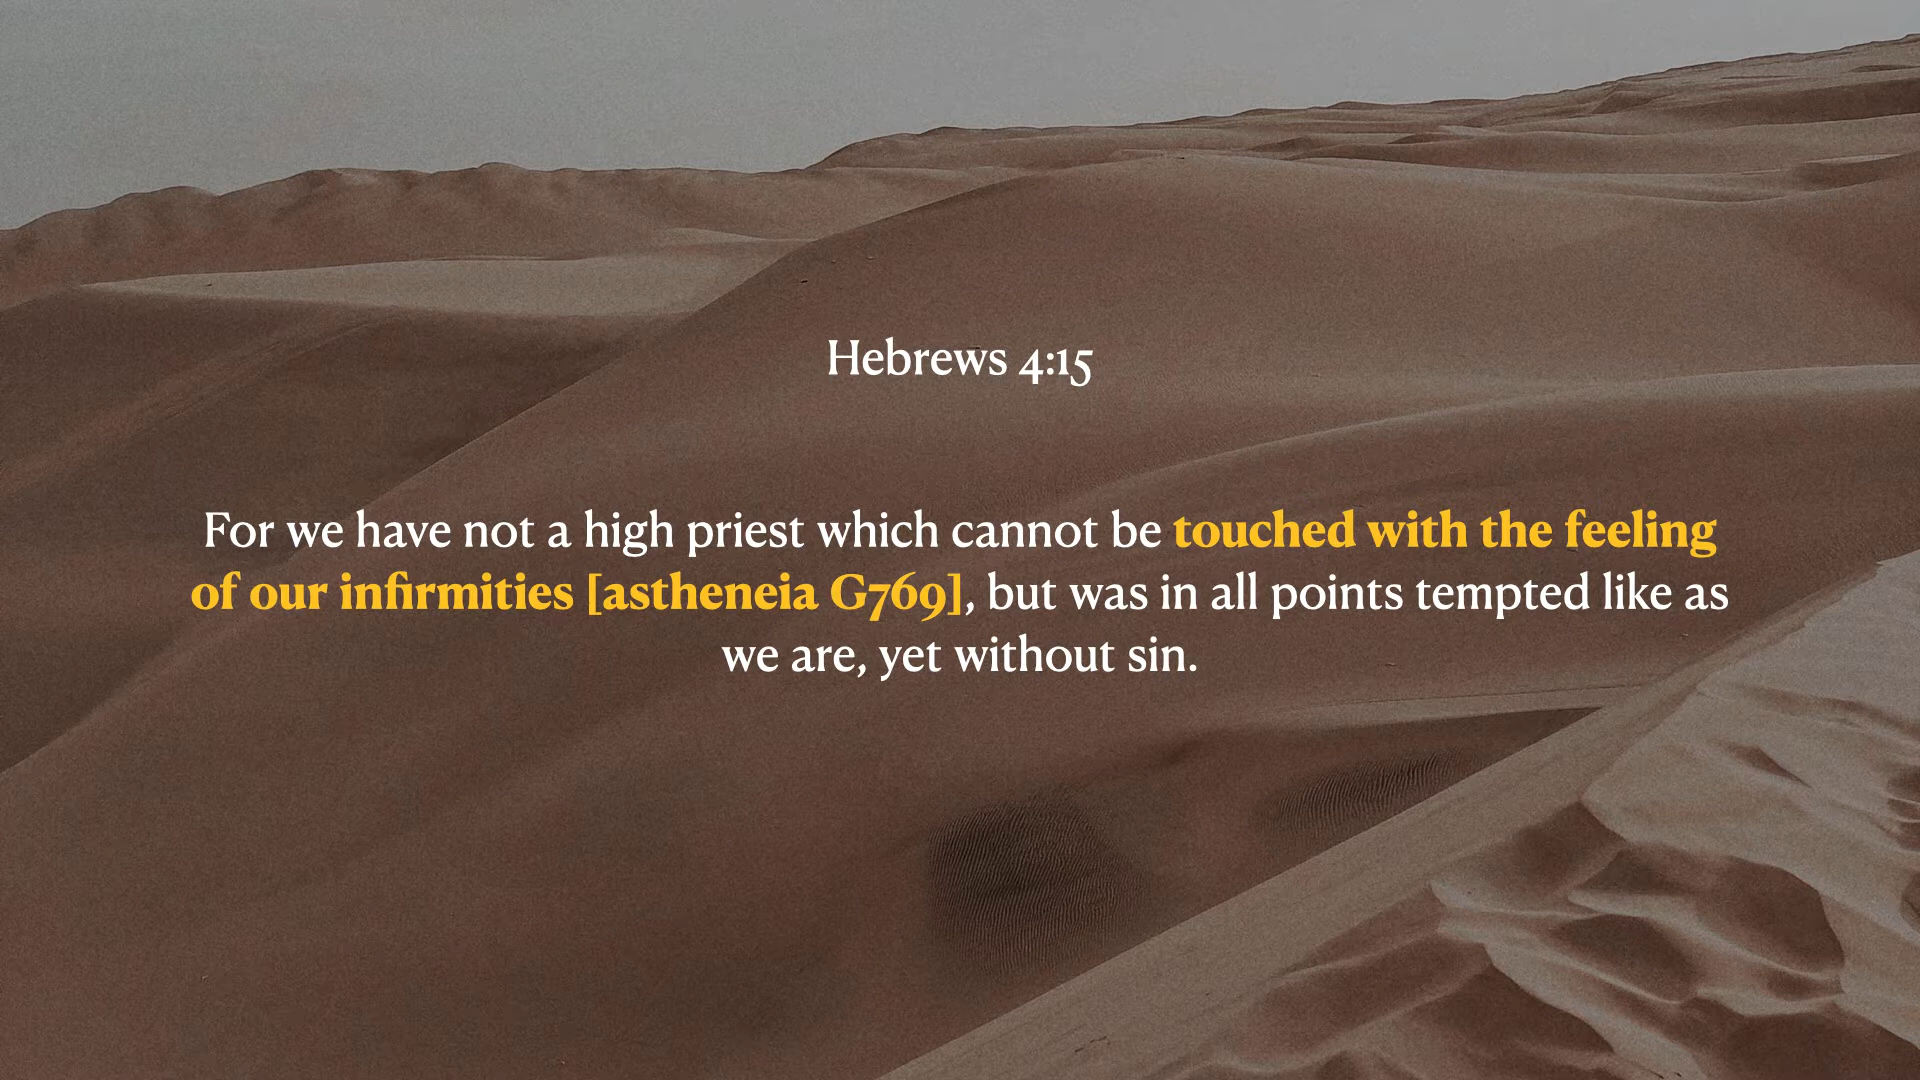 Hebrews 4:15
For we have not a high priest which cannot be touched with the feeling
of our infirmities [astheneia G769], but was in all points tempted like as
we are, yet without sin.